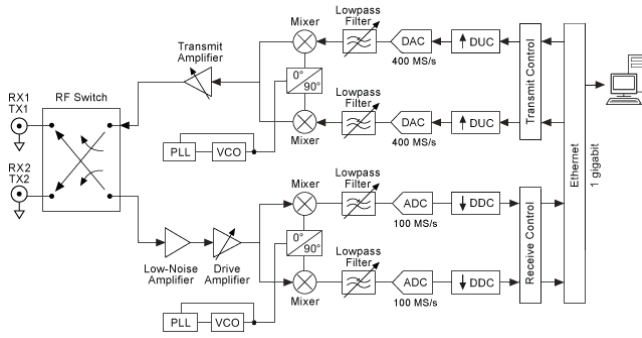 Mixer
Lowpass
Filter
DAC
400 MS/s
DUC
Transmit
Amplifier
0°
90°
Lowpass
Filter
DAC
400 MS/s
DUC
Mixer
Transmit Control
PLL
VCO
RF Switch
RX1
TX1
RX2
TX2
Low-Noise
Amplifier
Drive
Amplifier
PLL
VCO
Mixer
Lowpass
Filter
ADC
100 MS/s
DDC
0°
90°
Lowpass
Filter
ADC
100 MS/s
DDC
Mixer
Receive Control
Ethernet
1 gigabit